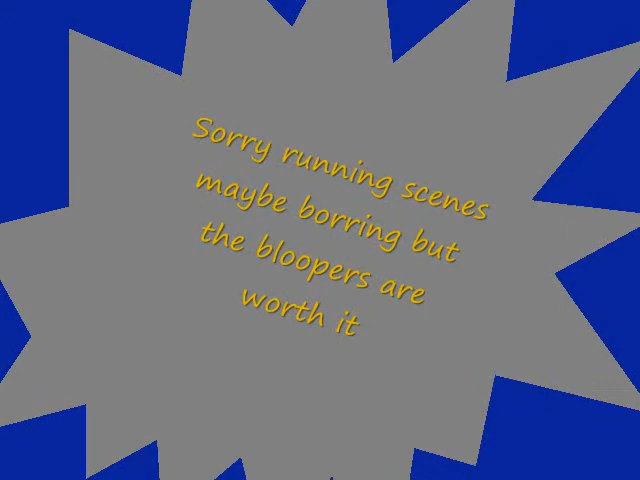 Sorry running scenes
maybe borring but
the bloopers are
worth it